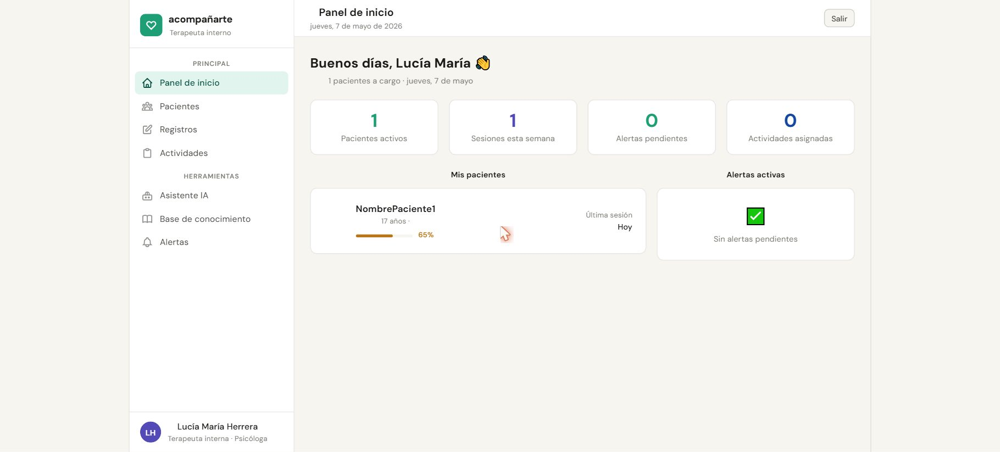 acompañarte
Terapeuta interno
PRINCIPAL
Panel de inicio
Pacientes
Registros
Actividades
HERRAMIENTAS
Asistente IA
Base de conocimiento
Alertas
LH
Lucía María Herrera
Terapeuta interna · Psicóloga
Panel de inicio
jueves, 7 de mayo de 2026
Salir
Buenos días, Lucía María 👋
1 pacientes a cargo · jueves, 7 de mayo
1
Pacientes activos
1
Sesiones esta semana
0
Alertas pendientes
0
Actividades asignadas
Mis pacientes
NombrePaciente1
17 años ·
65%
Última sesión
Hoy
Alertas activas
Sin alertas pendientes